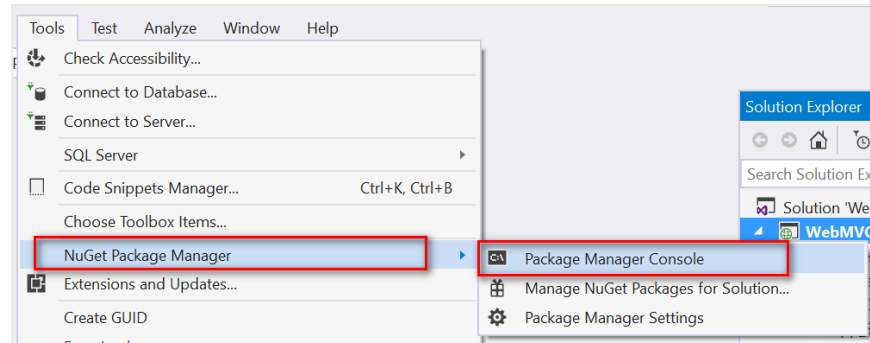 Tools Test Analyze Window Help
Check Accessibility...
Connect to Database...
Connect to Server...
SQL Server
Code Snippets Manager... Ctrl+K, Ctrl+B
Choose Toolbox Items...
NuGet Package Manager
Extensions and Updates...
Create GUID
C:\ Package Manager Console
Manage NuGet Packages for Solution...
Package Manager Settings
Solution Explorer
Search Solution Ex
Solution 'We
WebMVC